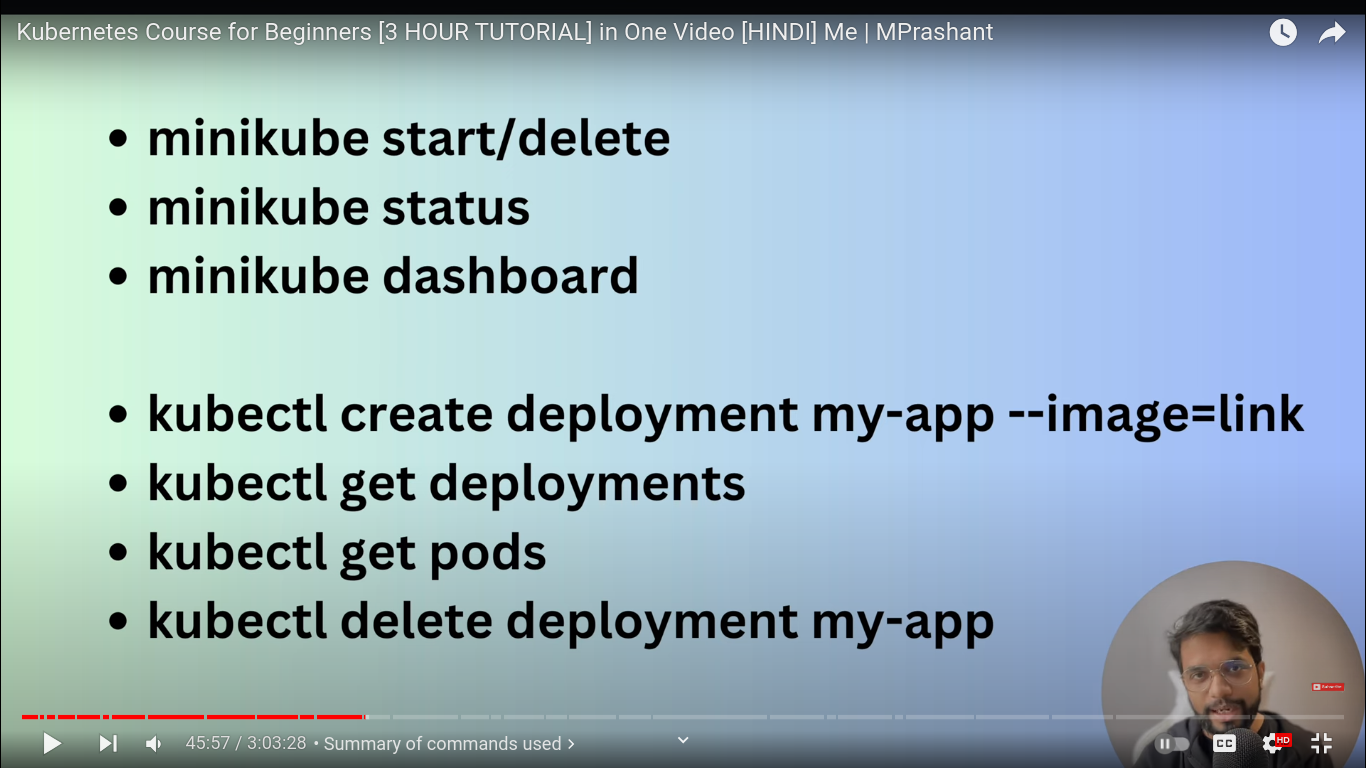 Kubernetes Course for Beginners [3 HOUR TUTORIAL] in One Video [HINDI] Me | MPrashant
• minikube start/delete
• minikube status
• minikube dashboard
• kubectl create deployment my-app --image=link
• kubectl get deployments
• kubectl get pods
• kubectl delete deployment my-app
Subscribe
45:57 / 3:03:28 • Summary of commands used >
CC
HD